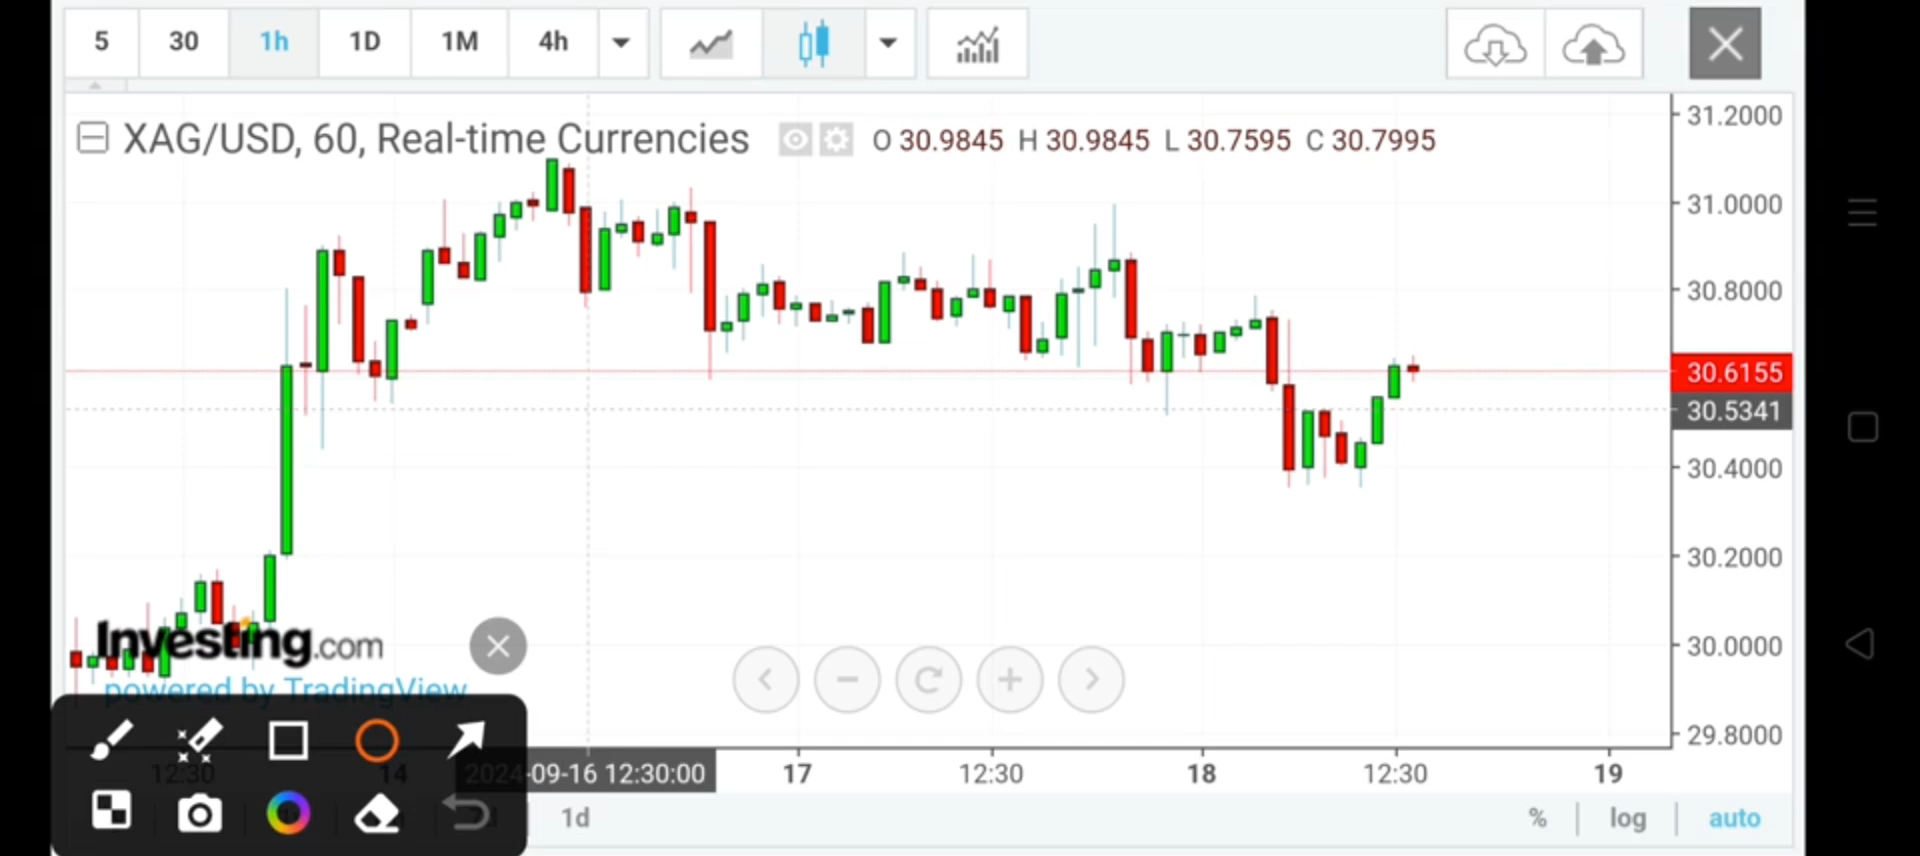 5 30 1h 1D 1M 4h
XAG/USD, 60, Real-time Currencies O 30.9845 H 30.9845 L 30.7595 C 30.7995
31.2000
31.0000
30.8000
30.6155
30.5341
30.4000
30.2000
30.0000
29.8000
Investing.com
powered by TradingView
12:30 14 2024-09-16 12:30:00 17 12:30 18 12:30 19
1d % log auto